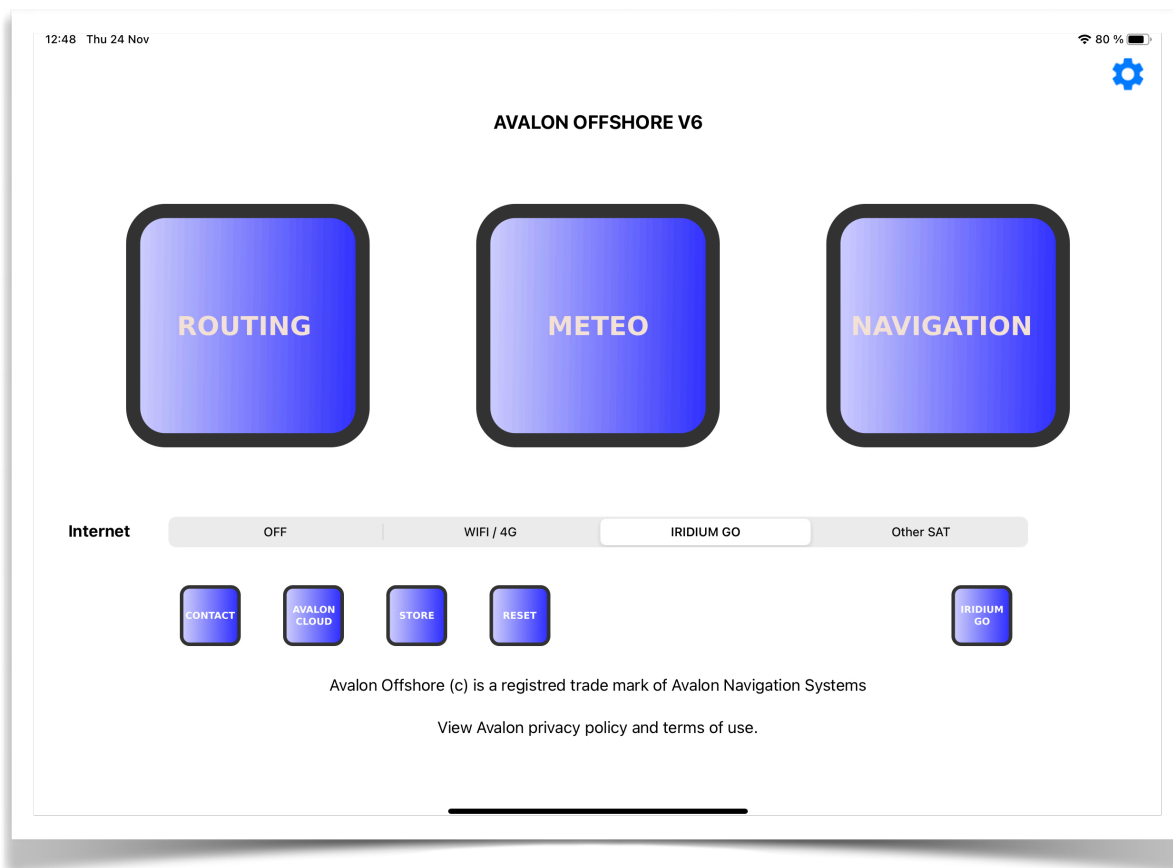 12:48 Thu 24 Nov
80 %
AVALON OFFSHORE V6
ROUTING
METEO
NAVIGATION
Internet
OFF
WIFI / 4G
IRIDIUM GO
Other SAT
CONTACT
AVALON
CLOUD
STORE
RESET
IRIDIUM
GO
Avalon Offshore (c) is a registred trade mark of Avalon Navigation Systems
View Avalon privacy policy and terms of use.